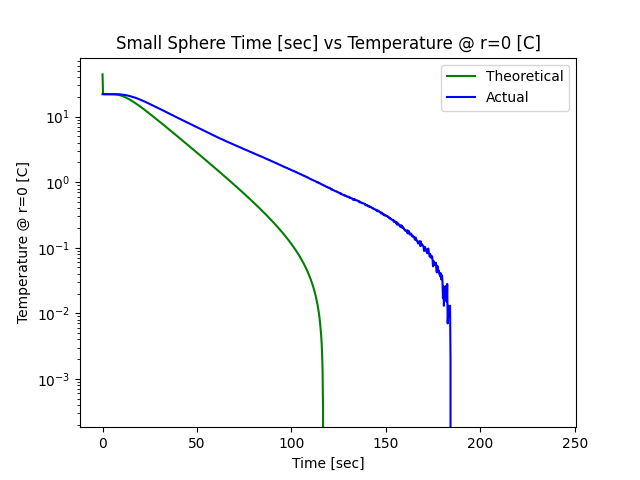 Small Sphere Time [sec] vs Temperature @ r=0 [C]
Theoretical
Actual
Temperature @ r=0 [C]
10¹
10⁰
10⁻¹
10⁻²
10⁻³
0 50 100 150 200 250
Time [sec]